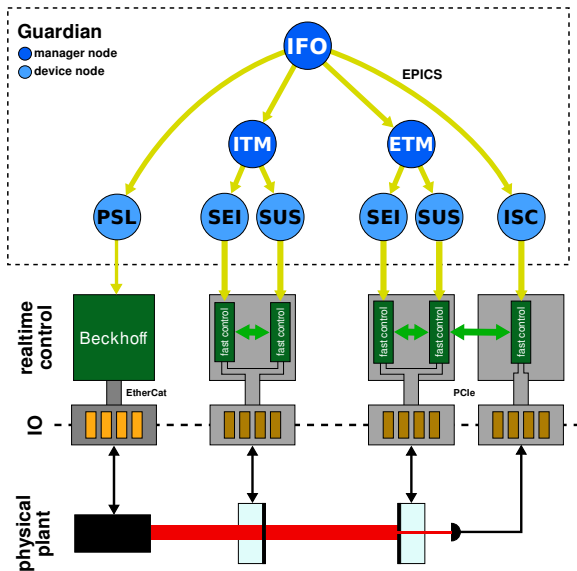 Guardian
manager node
device node
IFO
EPICS
ITM
ETM
PSL
SEI
SUS
SEI
SUS
ISC
realtime
control
Beckhoff
fast control
fast control
fast control
fast control
fast control
EtherCat
PCIe
IO
physical
plant